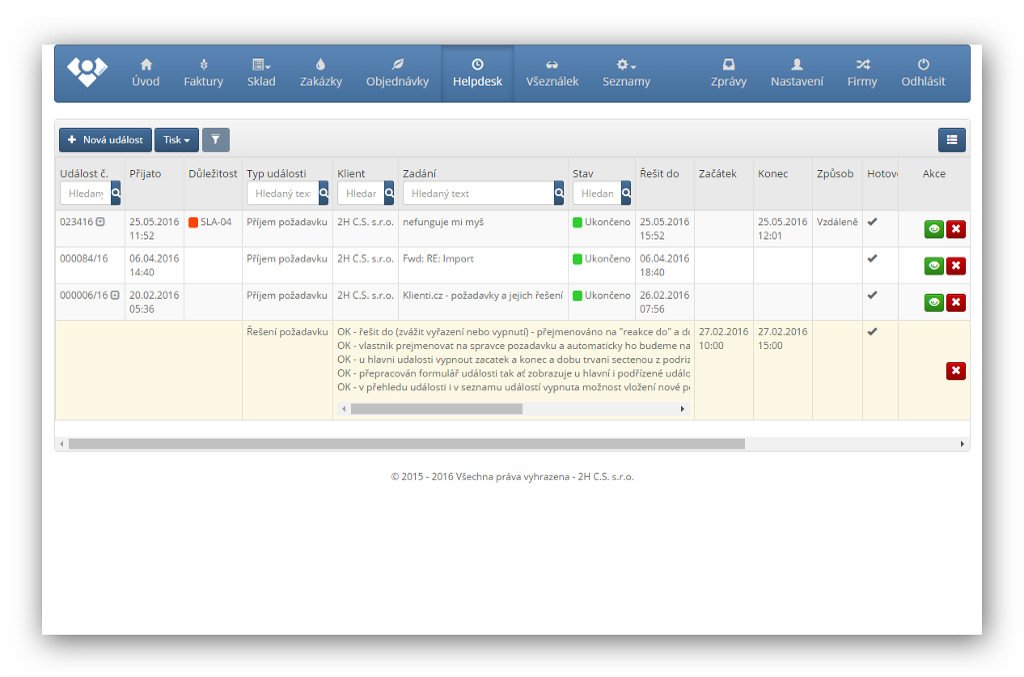 Úvod
Faktury
Sklad
Zakázky
Objednávky
Helpdesk
Všeználek
Seznamy
Zprávy
Nastavení
Firmy
Odhlásit
Nová událost
Tisk
Událost č.
Přijato
Důležitost
Typ události
Klient
Zadání
Stav
Řešit do
Začátek
Konec
Způsob
Hotovo
Akce
Hledaný
Hledaný tex
Hledar
Hledaný text
Hledan
023416
25.05.2016
11:52
SLA-04
Příjem požadavku
2H C.S. s.r.o.
nefunguje mi myš
Ukončeno
25.05.2016
15:52
25.05.2016
12:01
Vzdáleně
000084/16
06.04.2016
14:40
Příjem požadavku
2H C.S. s.r.o.
Fwd: RE: Import
Ukončeno
06.04.2016
18:40
000006/16
20.02.2016
05:36
Příjem požadavku
2H C.S. s.r.o.
Klienti.cz - požadavky a jejich řešení
Ukončeno
26.02.2016
07:56
Řešení požadavku
OK - řešit do (zvážit vyřazení nebo vypnutí) - přejmenováno na "reakce do" a do
OK - vlastnik prejmenovat na spravce pozadavku a automaticky ho budeme na
OK - u hlavni udalosti vypnout zacatek a konec a dobu trvani sectenou z podriz
OK - přepracován formulář události tak ať zobrazuje u hlavní i podřízené udalo
OK - v přehledu události i v seznamu událostí vypnuta možnost vložení nové po
27.02.2016
10:00
27.02.2016
15:00
© 2015 - 2016 Všechna práva vyhrazena - 2H C.S. s.r.o.